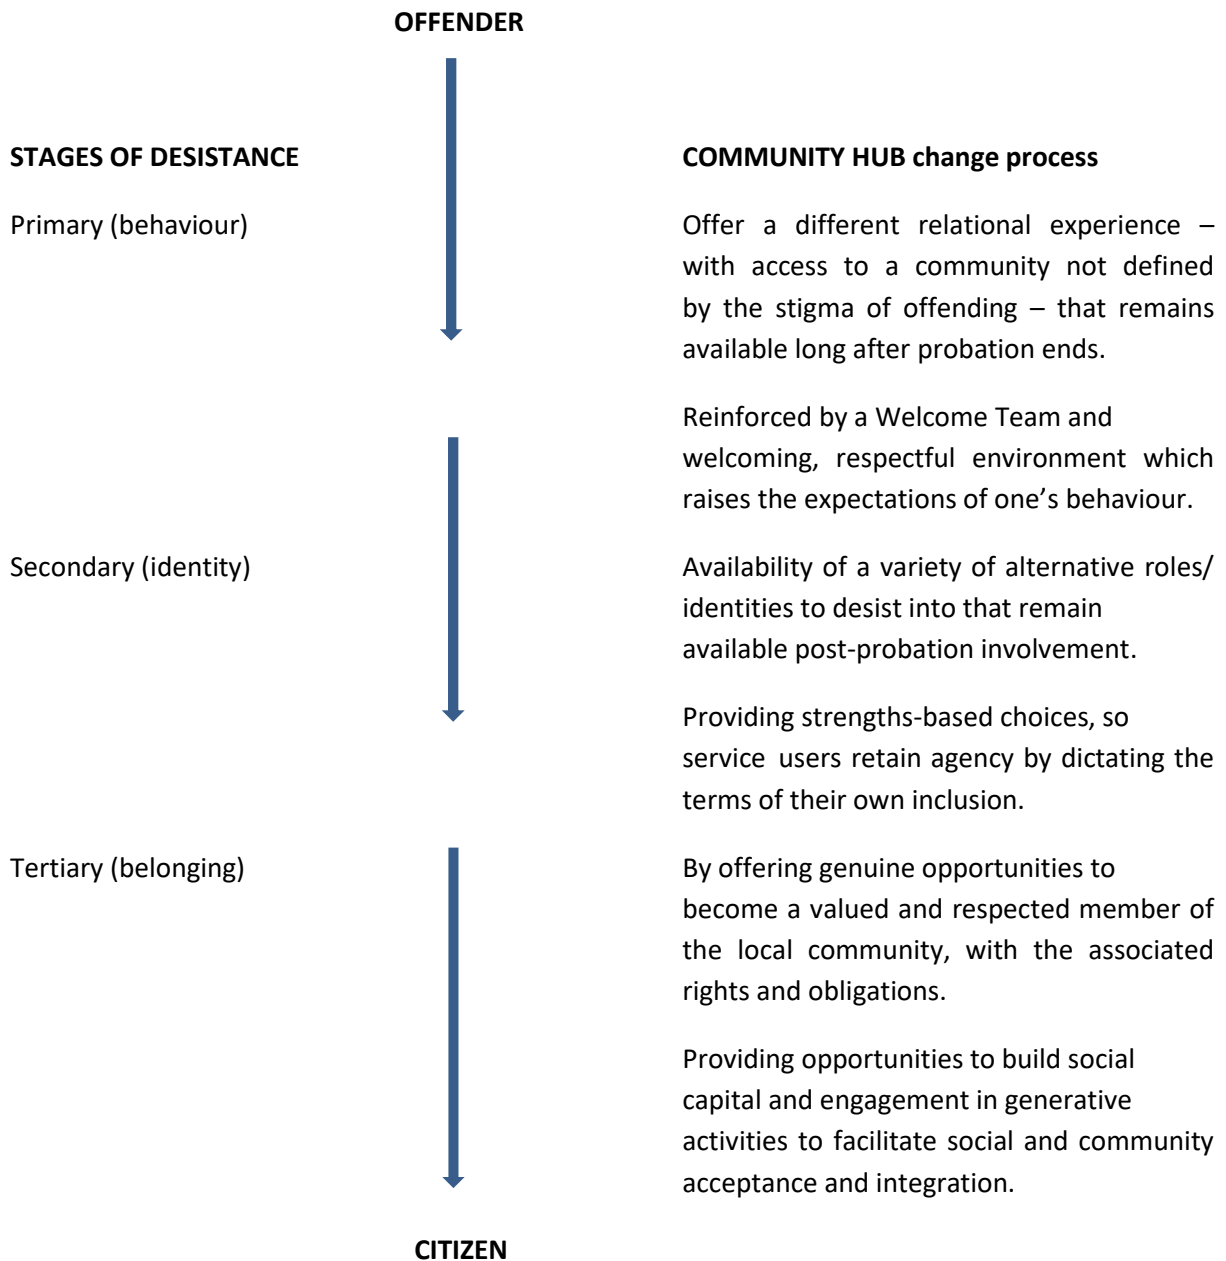 OFFENDER
STAGES OF DESISTANCE
COMMUNITY HUB change process
Primary (behaviour)
Offer a different relational experience –
with access to a community not defined
by the stigma of offending – that remains
available long after probation ends.
Reinforced by a Welcome Team and
welcoming, respectful environment which
raises the expectations of one’s behaviour.
Secondary (identity)
Availability of a variety of alternative roles/
identities to desist into that remain
available post-probation involvement.
Providing strengths-based choices, so
service users retain agency by dictating the
terms of their own inclusion.
Tertiary (belonging)
By offering genuine opportunities to
become a valued and respected member of
the local community, with the associated
rights and obligations.
Providing opportunities to build social
capital and engagement in generative
activities to facilitate social and community
acceptance and integration.
CITIZEN